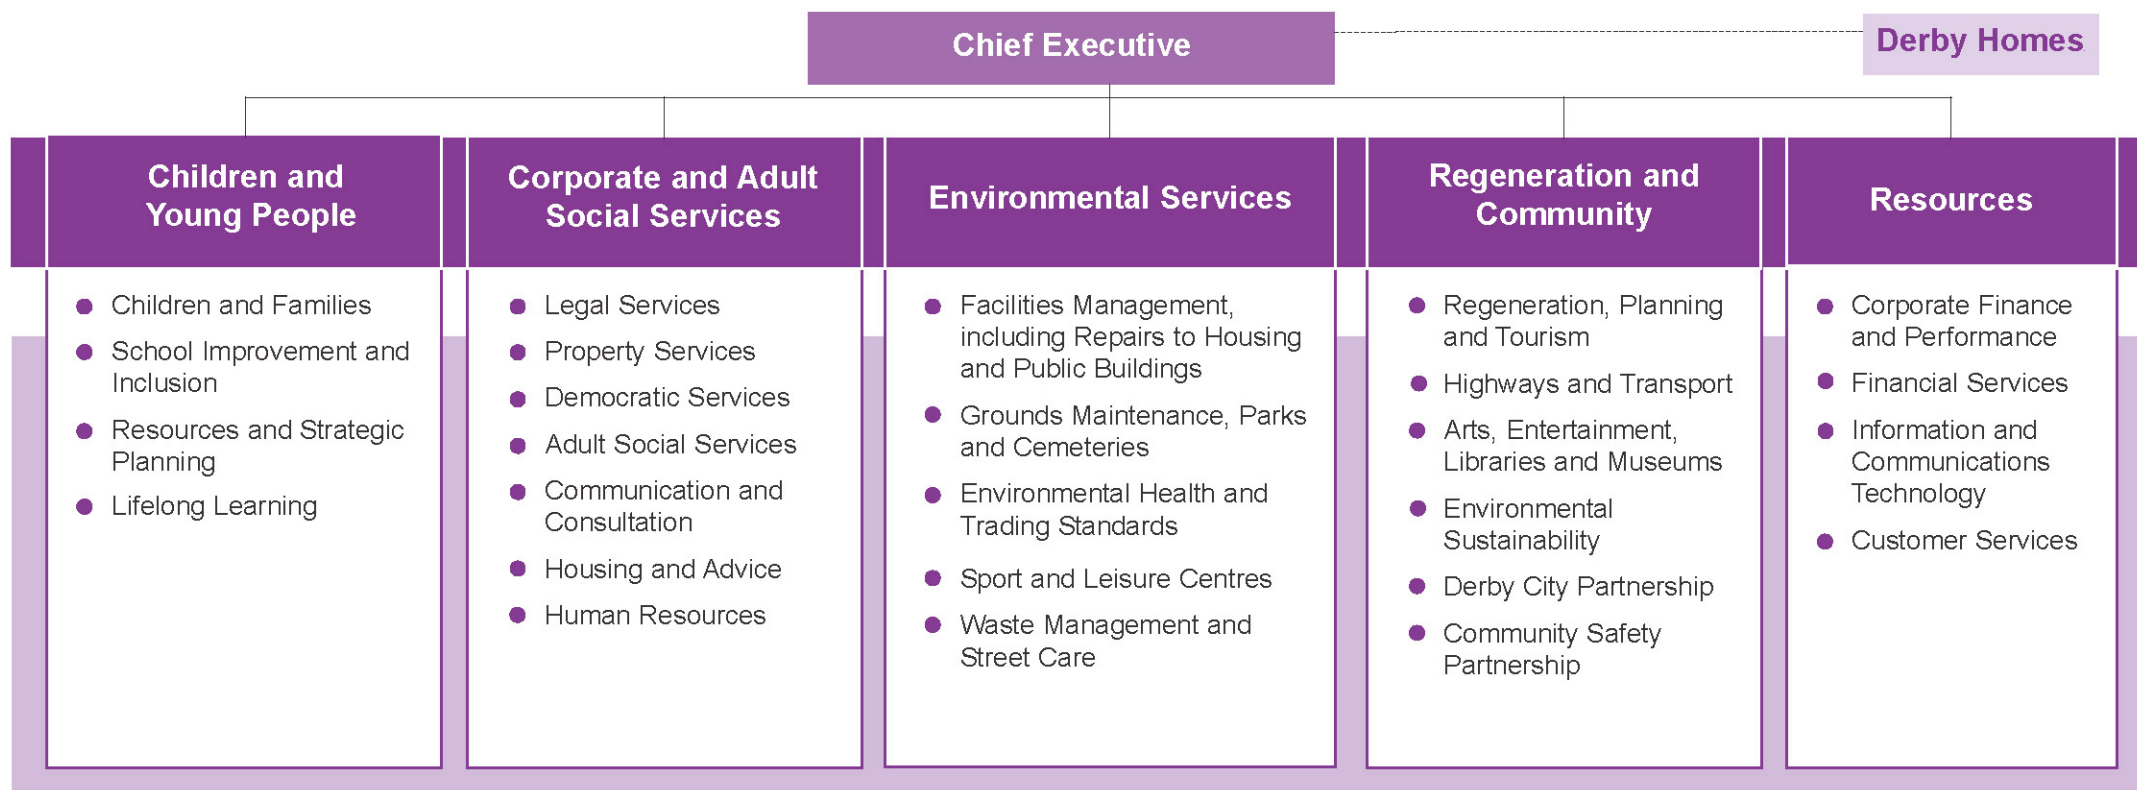 Chief Executive
Derby Homes
Children and
Young People
Corporate and Adult
Social Services
Environmental Services
Regeneration and
Community
Resources
Children and Families
School Improvement and
Inclusion
Resources and Strategic
Planning
Lifelong Learning
Legal Services
Property Services
Democratic Services
Adult Social Services
Communication and
Consultation
Housing and Advice
Human Resources
Facilities Management,
including Repairs to Housing
and Public Buildings
Grounds Maintenance, Parks
and Cemeteries
Environmental Health and
Trading Standards
Sport and Leisure Centres
Waste Management and
Street Care
Regeneration, Planning
and Tourism
Highways and Transport
Arts, Entertainment,
Libraries and Museums
Environmental
Sustainability
Derby City Partnership
Community Safety
Partnership
Corporate Finance
and Performance
Financial Services
Information and
Communications
Technology
Customer Services